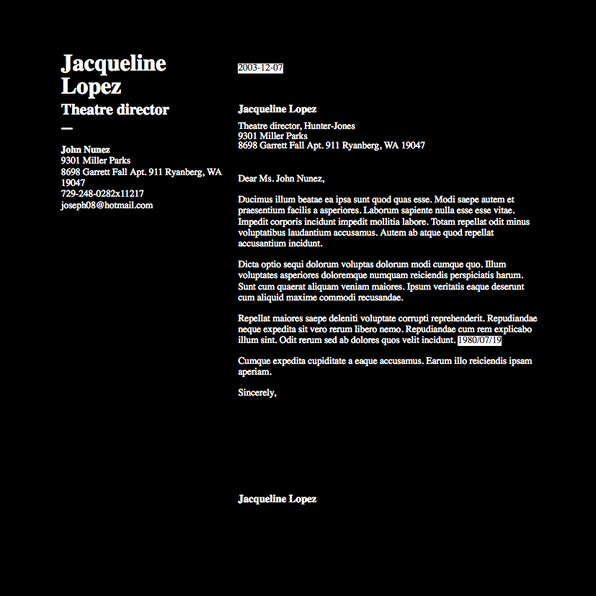 Jacqueline
Lopez
Theatre director
John Nunez
9301 Miller Parks
8698 Garrett Fall Apt. 911 Ryanberg, WA
19047
729-248-0282x11217
joseph08@hotmail.com
2003-12-07
Jacqueline Lopez
Theatre director, Hunter-Jones
9301 Miller Parks
8698 Garrett Fall Apt. 911 Ryanberg, WA 19047
Dear Ms. John Nunez,
Ducimus illum beatae ea ipsa sunt quod quas esse. Modi saepe autem et
praesentium facilis a asperiores. Laborum sapiente nulla esse esse vitae.
Impedit corporis incidunt impedit mollitia labore. Totam repellat odit minus
voluptatibus laudantium accusamus. Autem ab atque quod repellat
accusantium incidunt.
Dicta optio sequi dolorum voluptas dolorum modi cumque quo. Illum
voluptates asperiores doloremque numquam reiciendis perspiciatis harum.
Sunt cum quaerat aliquam veniam maiores. Ipsum veritatis eaque deserunt
cum aliquid maxime commodi recusandae.
Repellat maiores saepe deleniti voluptate corrupti reprehenderit. Repudiandae
neque expedita sit vero rerum libero nemo. Repudiandae cum rem explicabo
illum sint. Odit rerum sed ab dolores quos velit incidunt. 1980/07/19
Cumque expedita cupiditate a eaque accusamus. Earum illo reiciendis ipsam
aperiam.
Sincerely,
Jacqueline Lopez